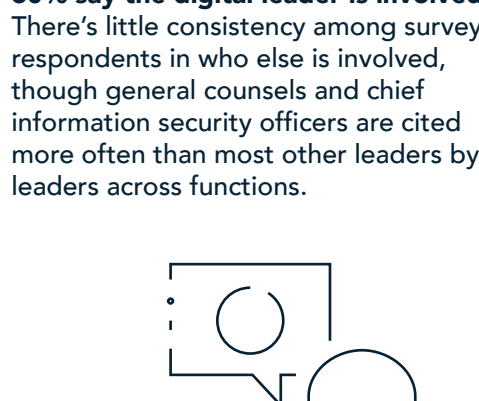 say the digital leader is involved
There's little consistency among survey
respondents in who else is involved,
though general counsels and chief
information security officers are cited
more often than most other leaders by
leaders across functions.